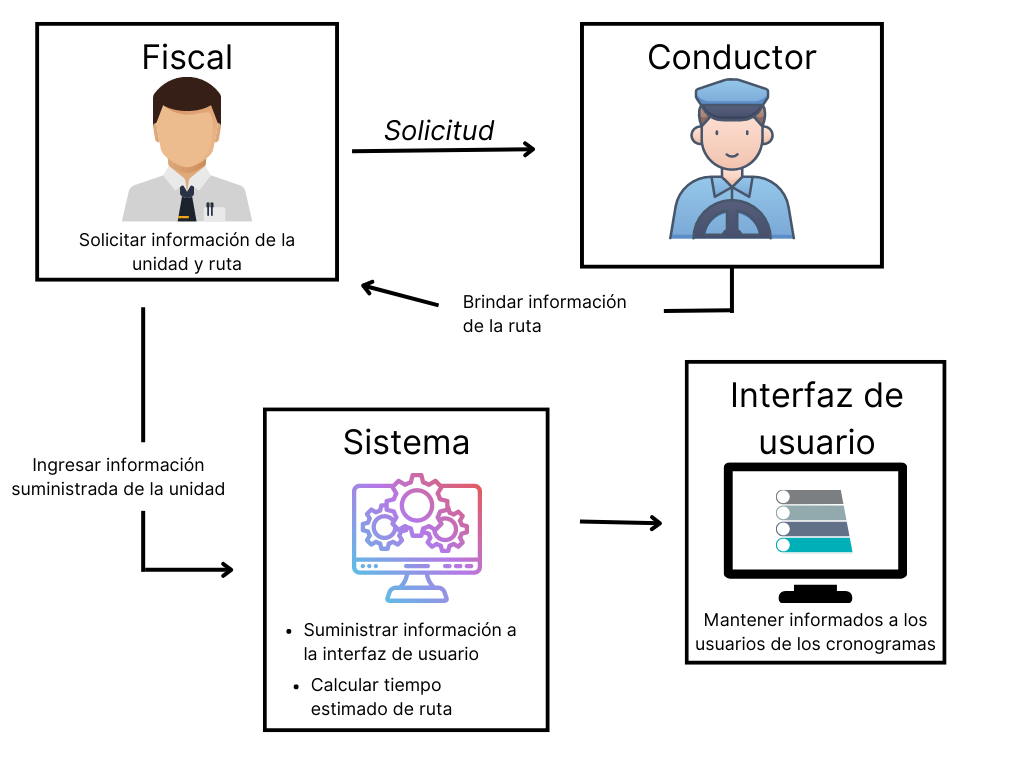 Fiscal
Solicitar información de la
unidad y ruta
Solicitud
Conductor
Brindar información
de la ruta
Ingresar información
suministrada de la unidad
Sistema
• Suministrar información a
la interfaz de usuario
• Calcular tiempo
estimado de ruta
Interfaz de
usuario
Mantener informados a los
usuarios de los cronogramas